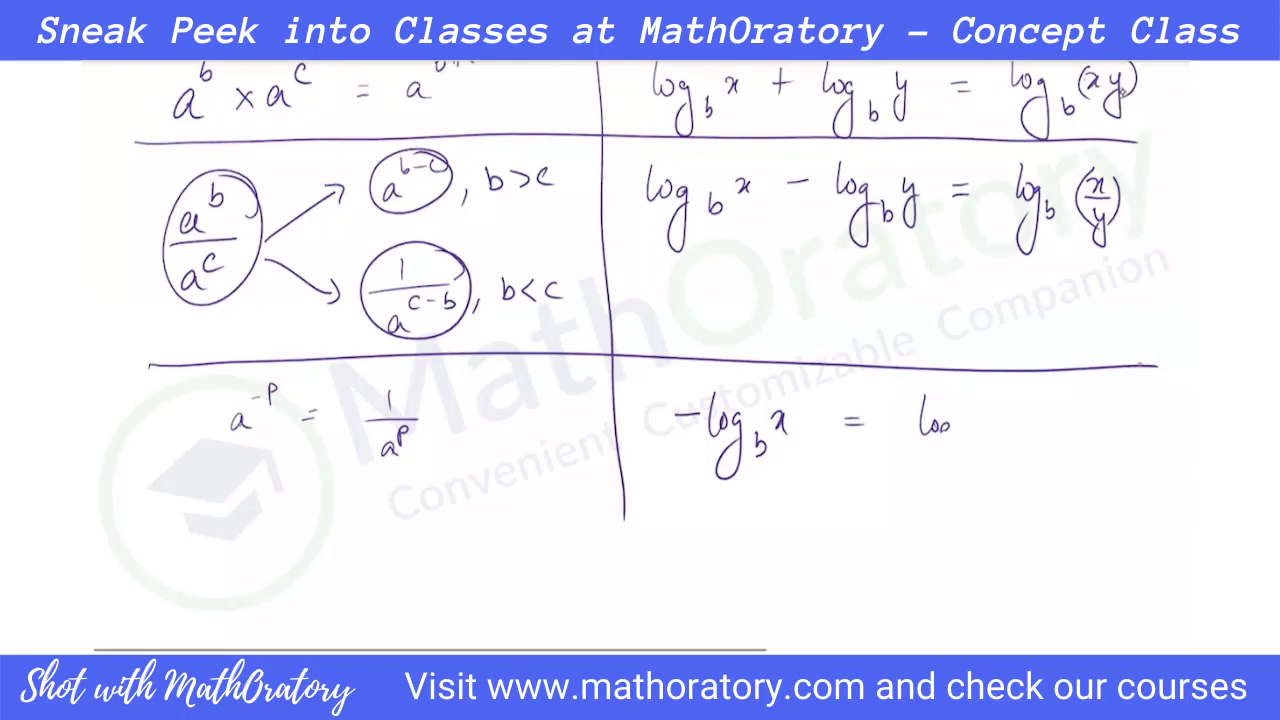 Sneak Peek into Classes at MathOratory – Concept Class
a^b × a^c = a
log_b x + log_b y = log_b (xy)
a^b / a^c
a^(b-c), b>c
1 / a^(c-b), b<c
log_b x - log_b y = log_b (x/y)
a^-p = 1 / a^p
-log_b x = log
MathOratory
Convenient Customizable Companion
Shot with MathOratory
Visit www.mathoratory.com and check our courses